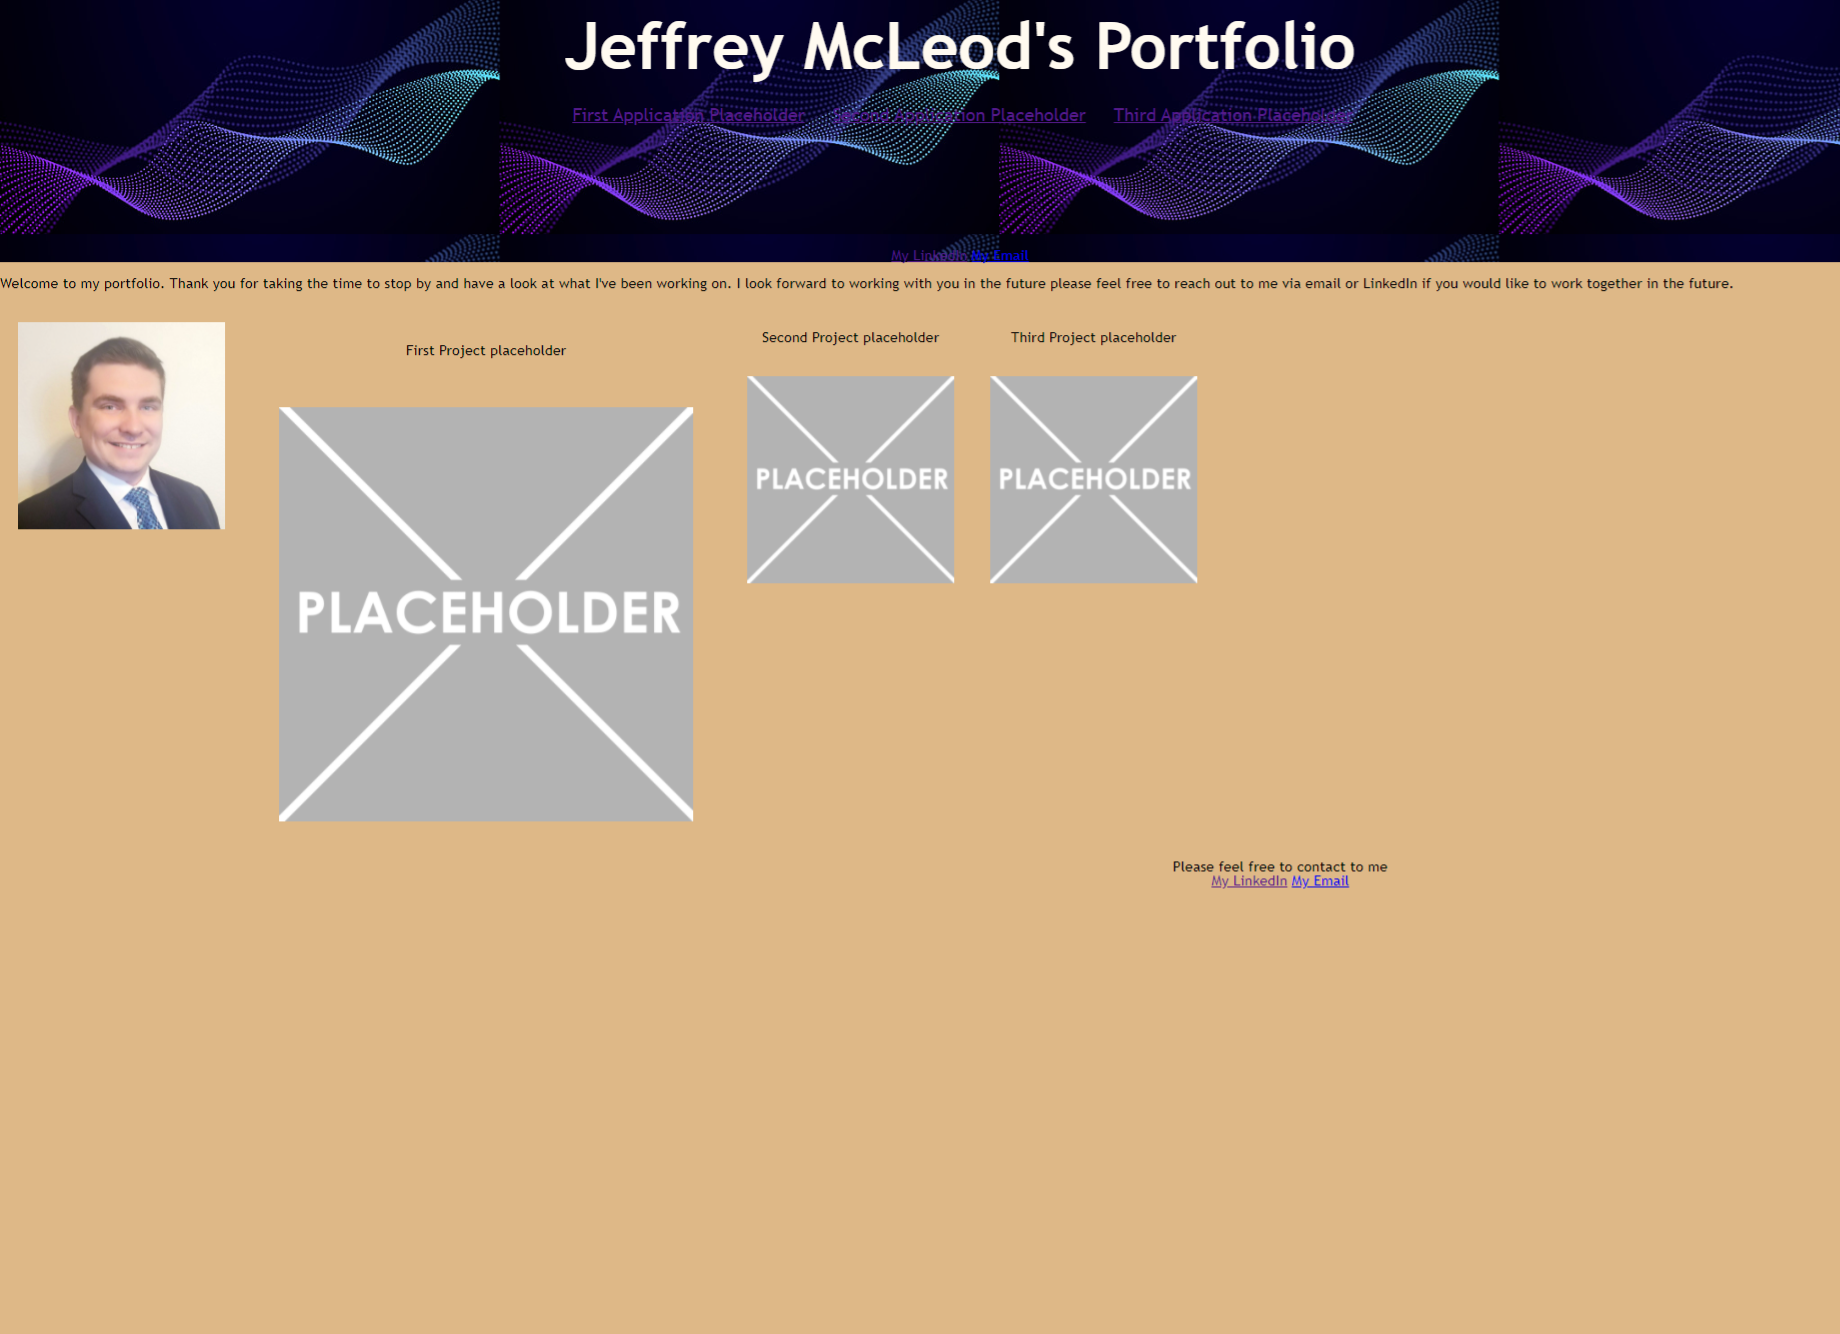 Jeffrey McLeod's Portfolio
First Application Placeholder Second Application Placeholder Third Application Placeholder
My LinkedIn My Email
Welcome to my portfolio. Thank you for taking the time to stop by and have a look at what I've been working on. I look forward to working with you in the future please feel free to reach out to me via email or LinkedIn if you would like to work together in the future.
First Project placeholder
PLACEHOLDER
Second Project placeholder
PLACEHOLDER
Third Project placeholder
PLACEHOLDER
Please feel free to contact to me
My LinkedIn My Email